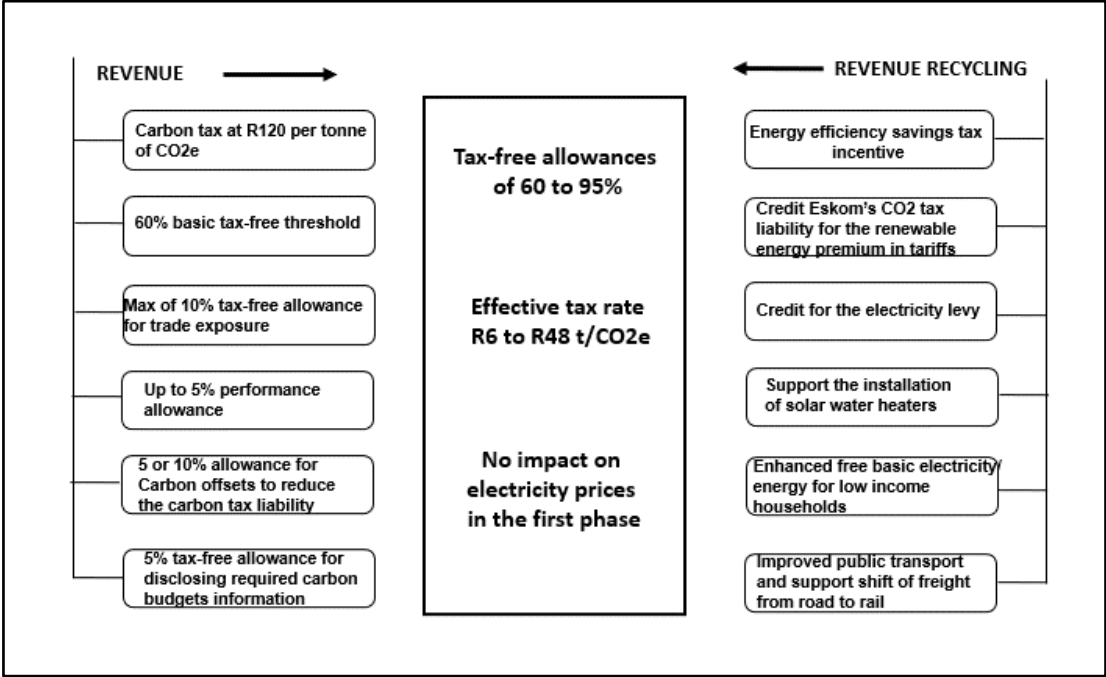 REVENUE
Carbon tax at R120 per tonne
of CO2e
60% basic tax-free threshold
Max of 10% tax-free allowance
for trade exposure
Up to 5% performance
allowance
5 or 10% allowance for
Carbon offsets to reduce
the carbon tax liability
5% tax-free allowance for
disclosing required carbon
budgets information
Tax-free allowances
of 60 to 95%
Effective tax rate
R6 to R48 t/CO2e
No impact on
electricity prices
in the first phase
REVENUE RECYCLING
Energy efficiency savings tax
incentive
Credit Eskom's CO2 tax
liability for the renewable
energy premium in tariffs
Credit for the electricity levy
Support the installation
of solar water heaters
Enhanced free basic electricity/
energy for low income
households
Improved public transport
and support shift of freight
from road to rail